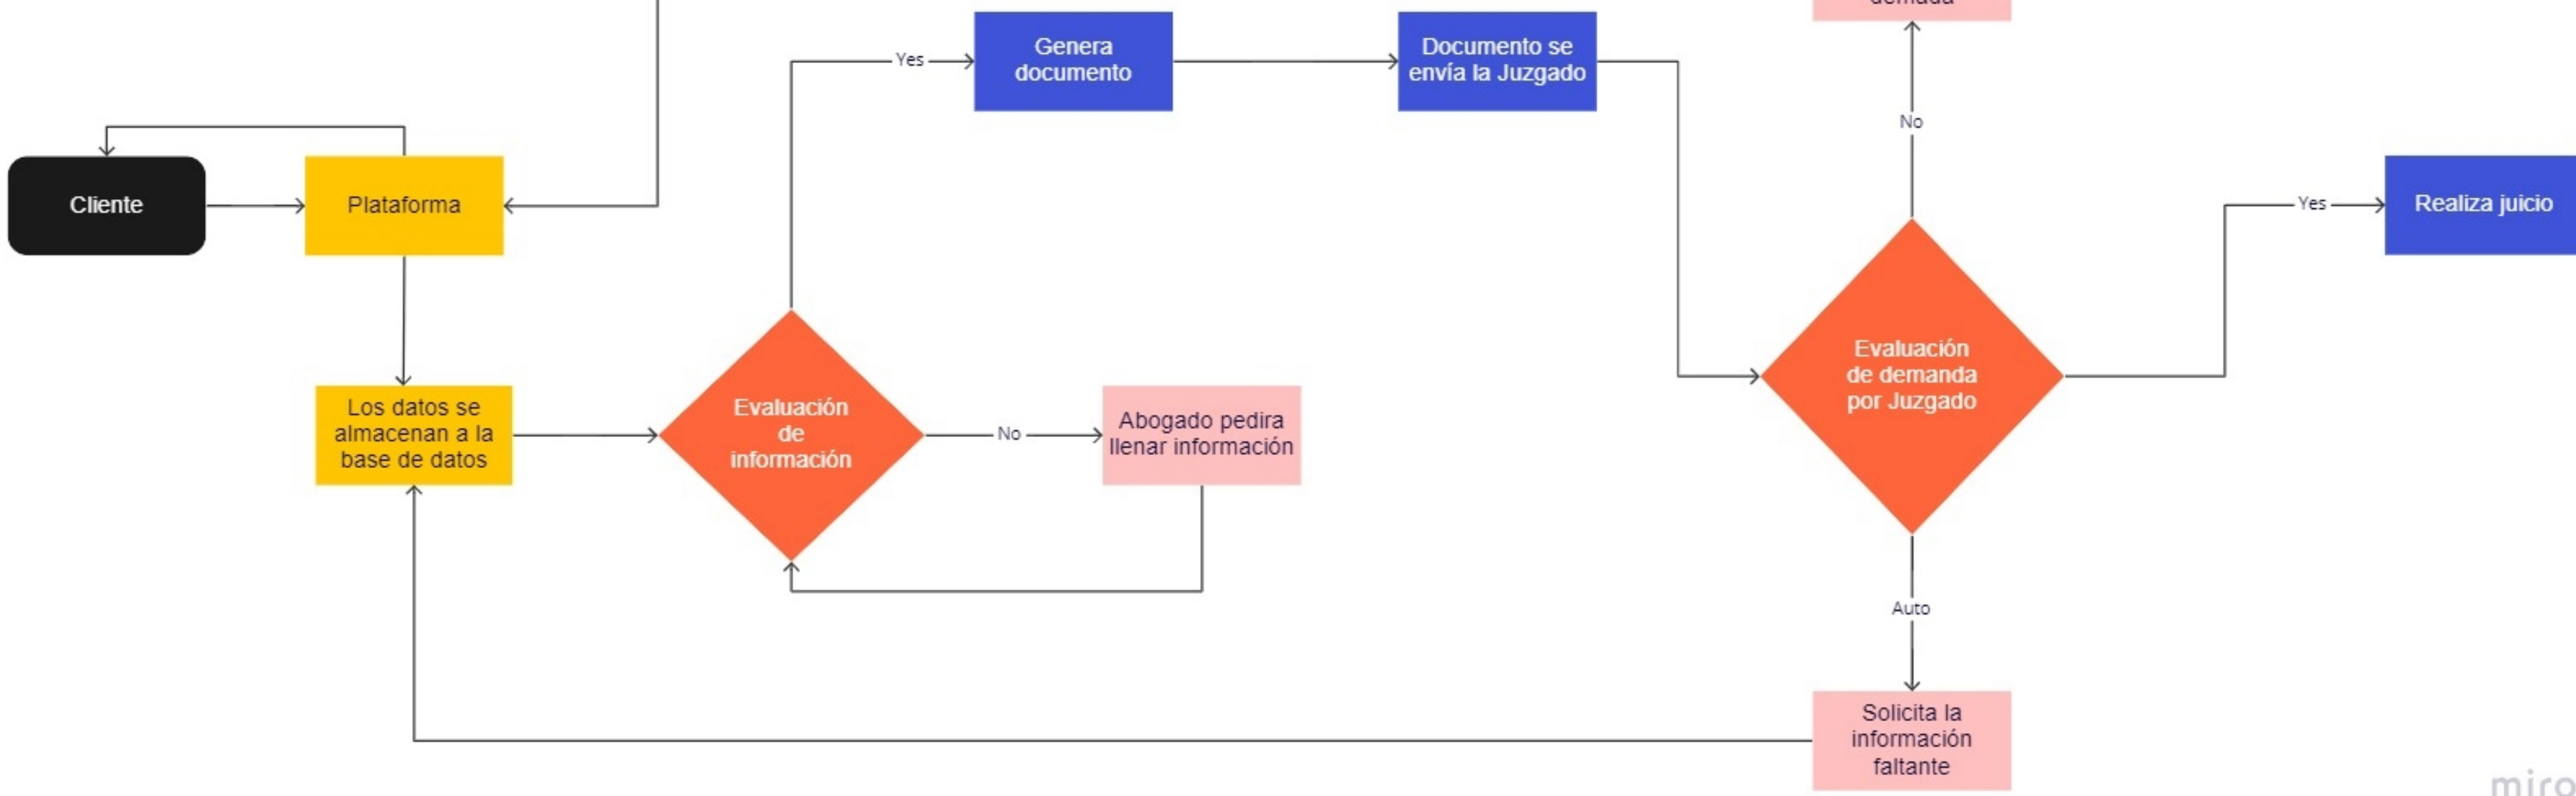 demada
Genera
documento
Documento se
envía la Juzgado
Yes
No
Cliente
Plataforma
Yes
Realiza juicio
Los datos se
almacenan a la
base de datos
Evaluación
de
información
No
Abogado pedira
llenar información
Evaluación
de demanda
por Juzgado
Auto
Solicita la
información
faltante
miro